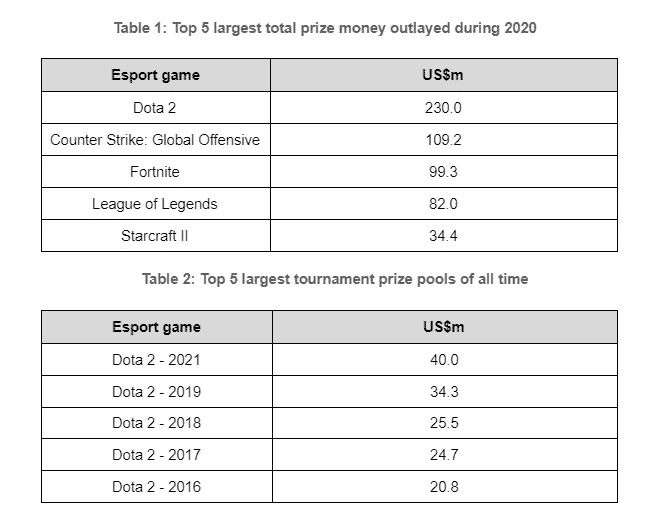 Table 1: Top 5 largest total prize money outlayed during 2020
Esport game US$m
Dota 2 230.0
Counter Strike: Global Offensive 109.2
Fortnite 99.3
League of Legends 82.0
Starcraft II 34.4
Table 2: Top 5 largest tournament prize pools of all time
Esport game US$m
Dota 2 - 2021 40.0
Dota 2 - 2019 34.3
Dota 2 - 2018 25.5
Dota 2 - 2017 24.7
Dota 2 - 2016 20.8